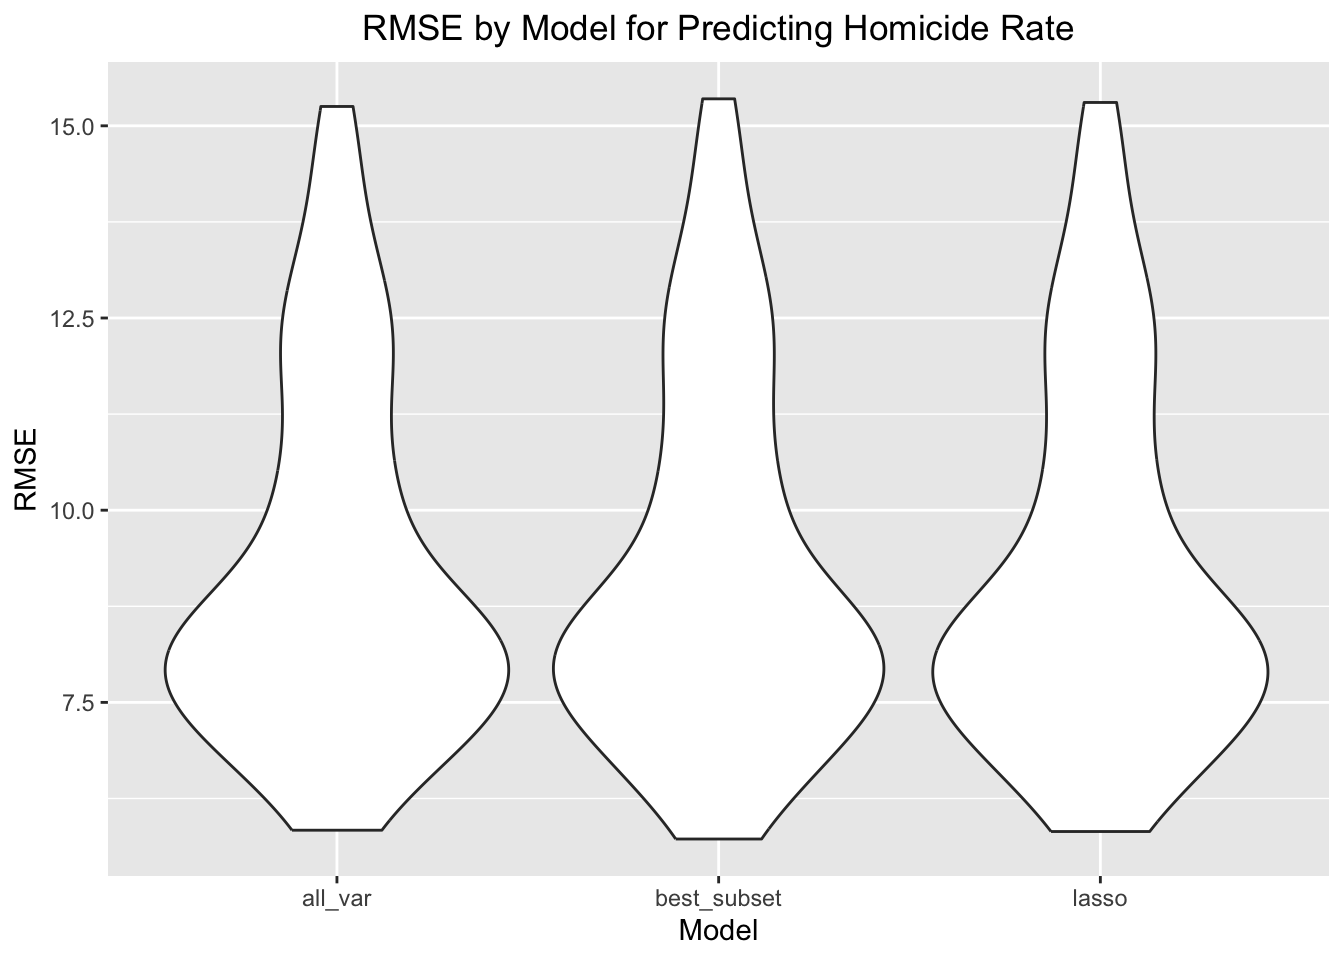 RMSE by Model for Predicting Homicide Rate
15.0
12.5
10.0
7.5
RMSE
all_var
best_subset
lasso
Model